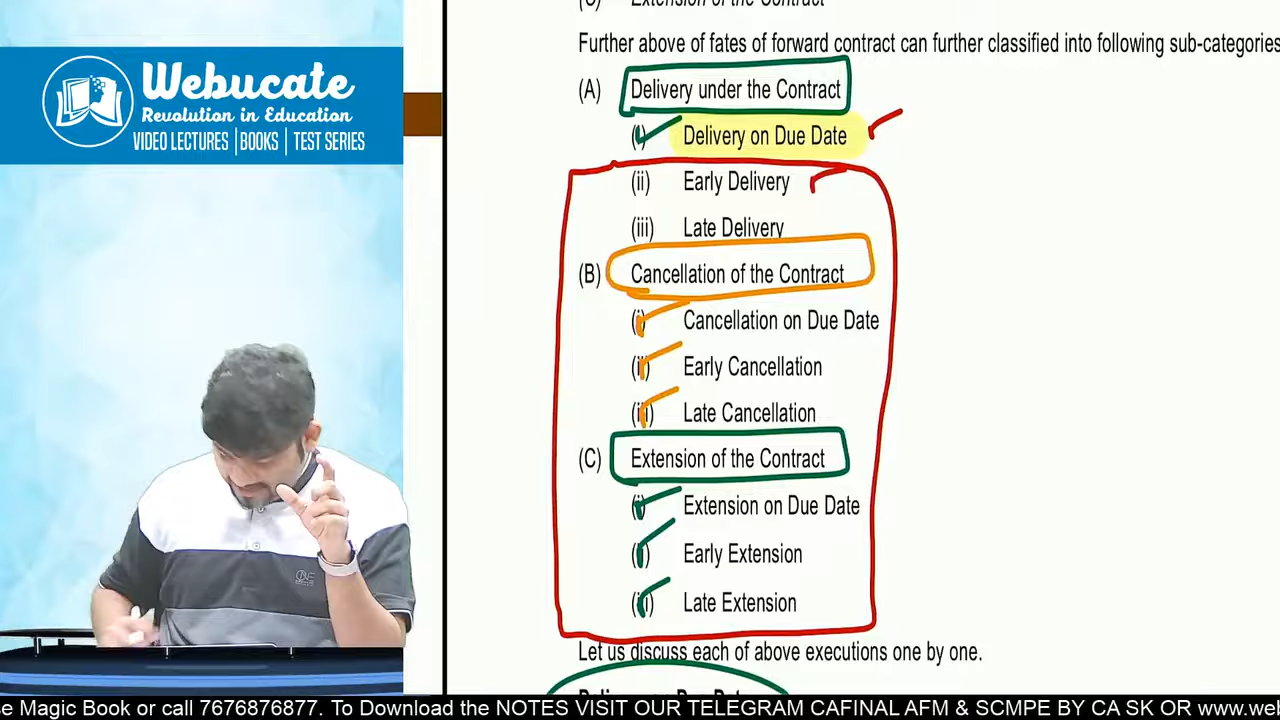 Webucate
Revolution in Education
VIDEO LECTURES | BOOKS | TEST SERIES
(C) Extension of the Contract
Further above of fates of forward contract can further classified into following sub-categories
(A) Delivery under the Contract
(i) Delivery on Due Date
(ii) Early Delivery
(iii) Late Delivery
(B) Cancellation of the Contract
(i) Cancellation on Due Date
(ii) Early Cancellation
(iii) Late Cancellation
(C) Extension of the Contract
(i) Extension on Due Date
(ii) Early Extension
(iii) Late Extension
Let us discuss each of above executions one by one.
e Magic Book or call 7676876877. To Download the NOTES VISIT OUR TELEGRAM CAFINAL AFM & SCMPE BY CA SK OR www.web